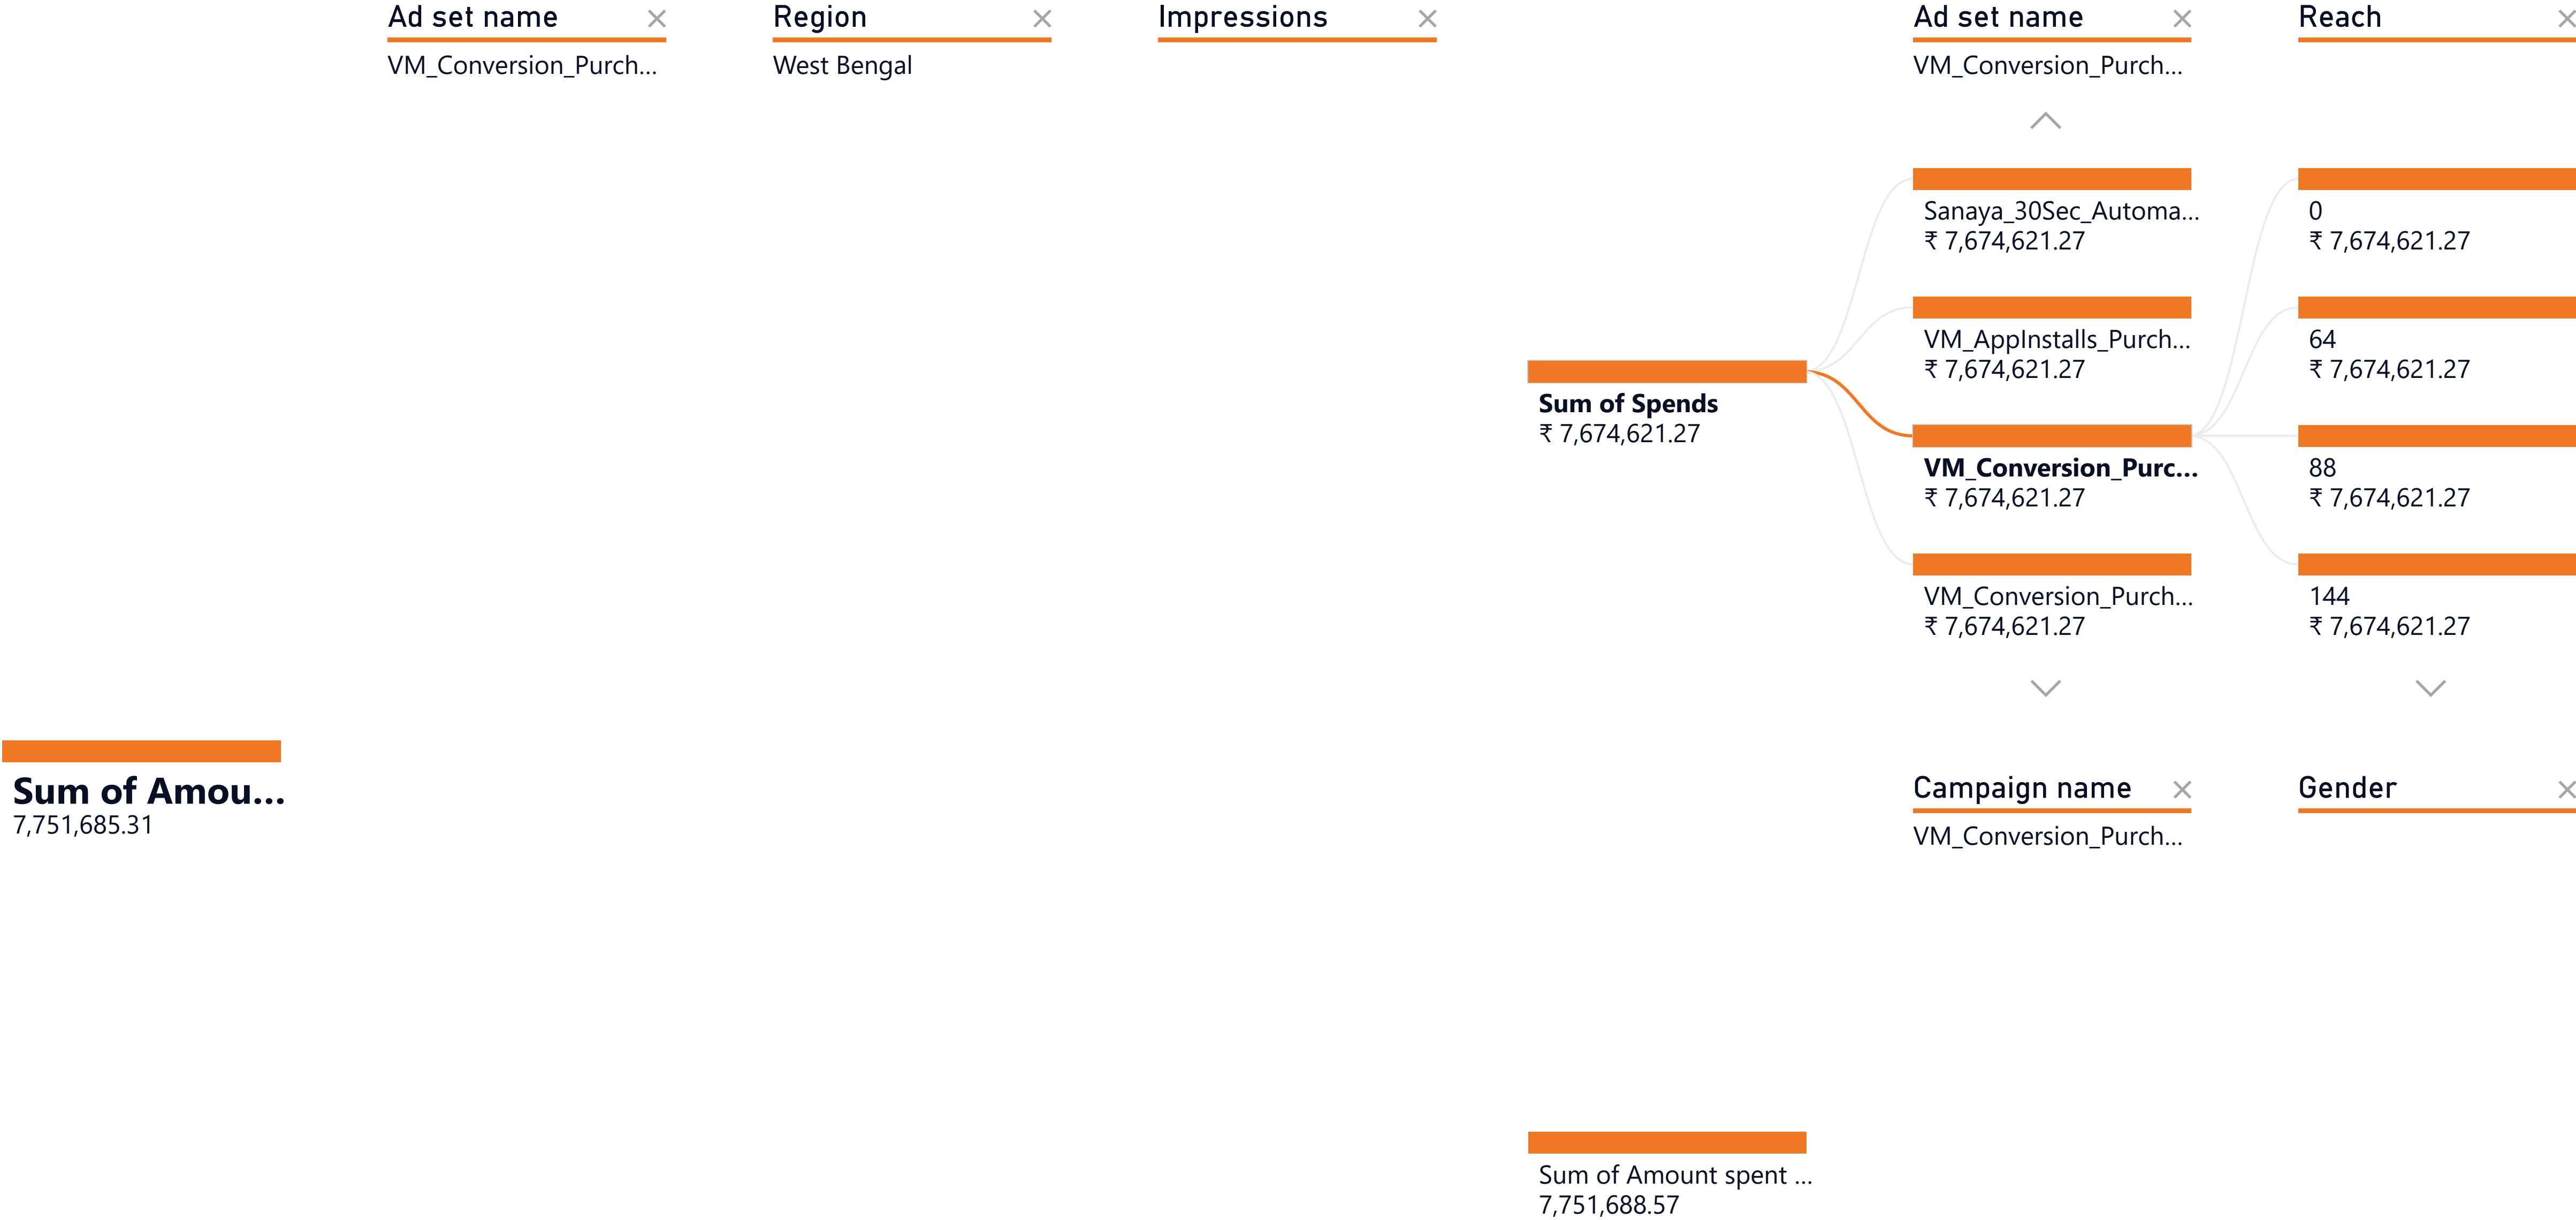 Ad set name
VM_Conversion_Purch...
Region
West Bengal
Impressions
Sum of Amou...
7,751,685.31
Ad set name
VM_Conversion_Purch...
Reach
Sum of Spends
₹ 7,674,621.27
Sanaya_30Sec_Automa...
₹ 7,674,621.27
VM_AppInstalls_Purch...
₹ 7,674,621.27
VM_Conversion_Purc...
₹ 7,674,621.27
VM_Conversion_Purch...
₹ 7,674,621.27
0
₹ 7,674,621.27
64
₹ 7,674,621.27
88
₹ 7,674,621.27
144
₹ 7,674,621.27
Campaign name
VM_Conversion_Purch...
Gender
Sum of Amount spent ...
7,751,688.57